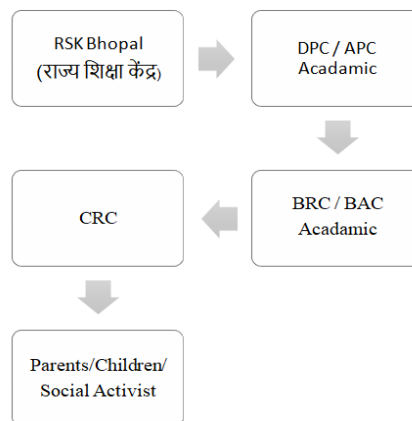 RSK Bhopal
(राज्य शिक्षा केंद्र)
DPC / APC
Acadamic
BRC / BAC
Acadamic
CRC
Parents/Children/
Social Activist